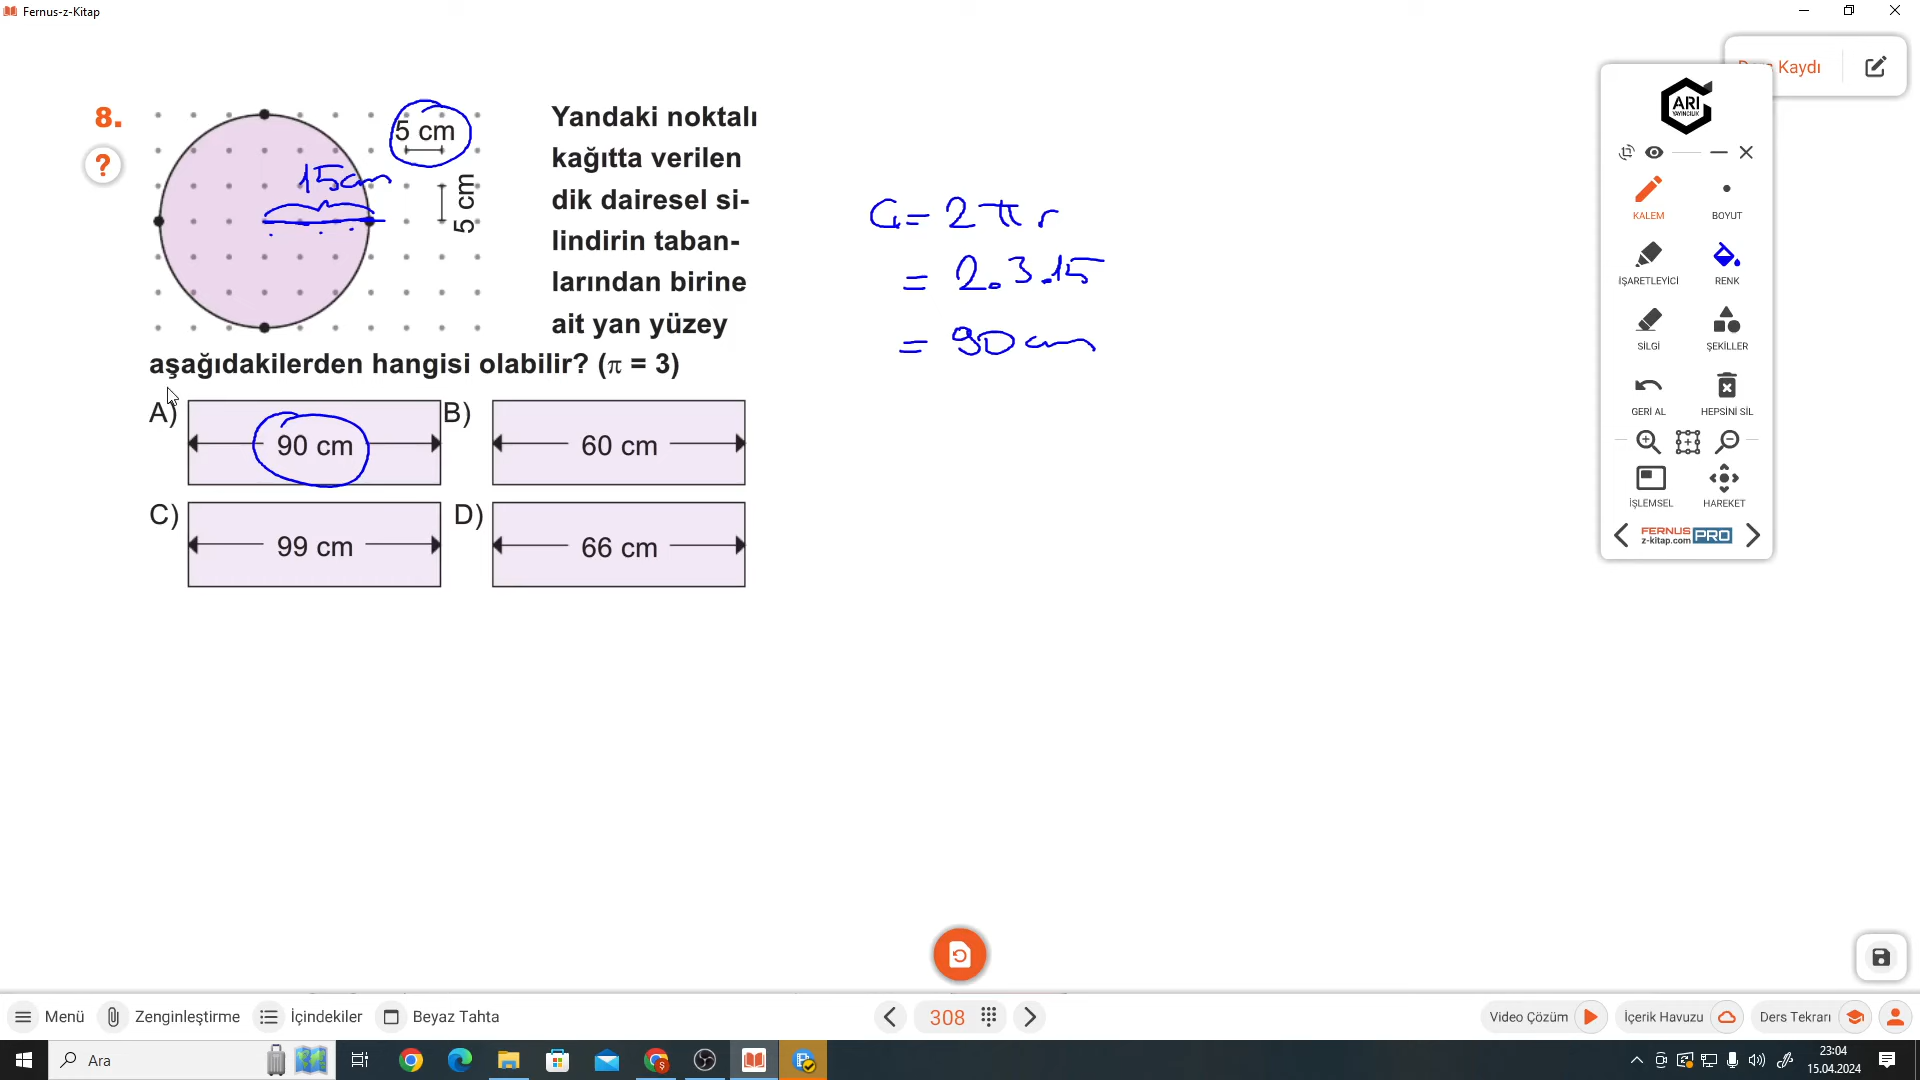 Fernus-z-Kitap
Ders Kaydı
ARI
YAYINCILIK
8.
?
5 cm
5 cm
15cm
Yandaki noktalı
kağıtta verilen
dik dairesel si-
lindirin taban-
larından birine
ait yan yüzey
aşağıdakilerden hangisi olabilir? (π = 3)
A) 90 cm
B) 60 cm
C) 99 cm
D) 66 cm
Ç= 2 π r
= 2.3.15
= 90 cm
KALEM
BOYUT
İŞARETLEYİCİ
RENK
SİLGİ
ŞEKİLLER
GERİ AL
HEPSİNİ SİL
İŞLEMSEL
HAREKET
FERNUS
z-kitap.com PRO
Menü
Zenginleştirme
İçindekiler
Beyaz Tahta
308
Video Çözüm
İçerik Havuzu
Ders Tekrarı
Ara
23:04
15.04.2024